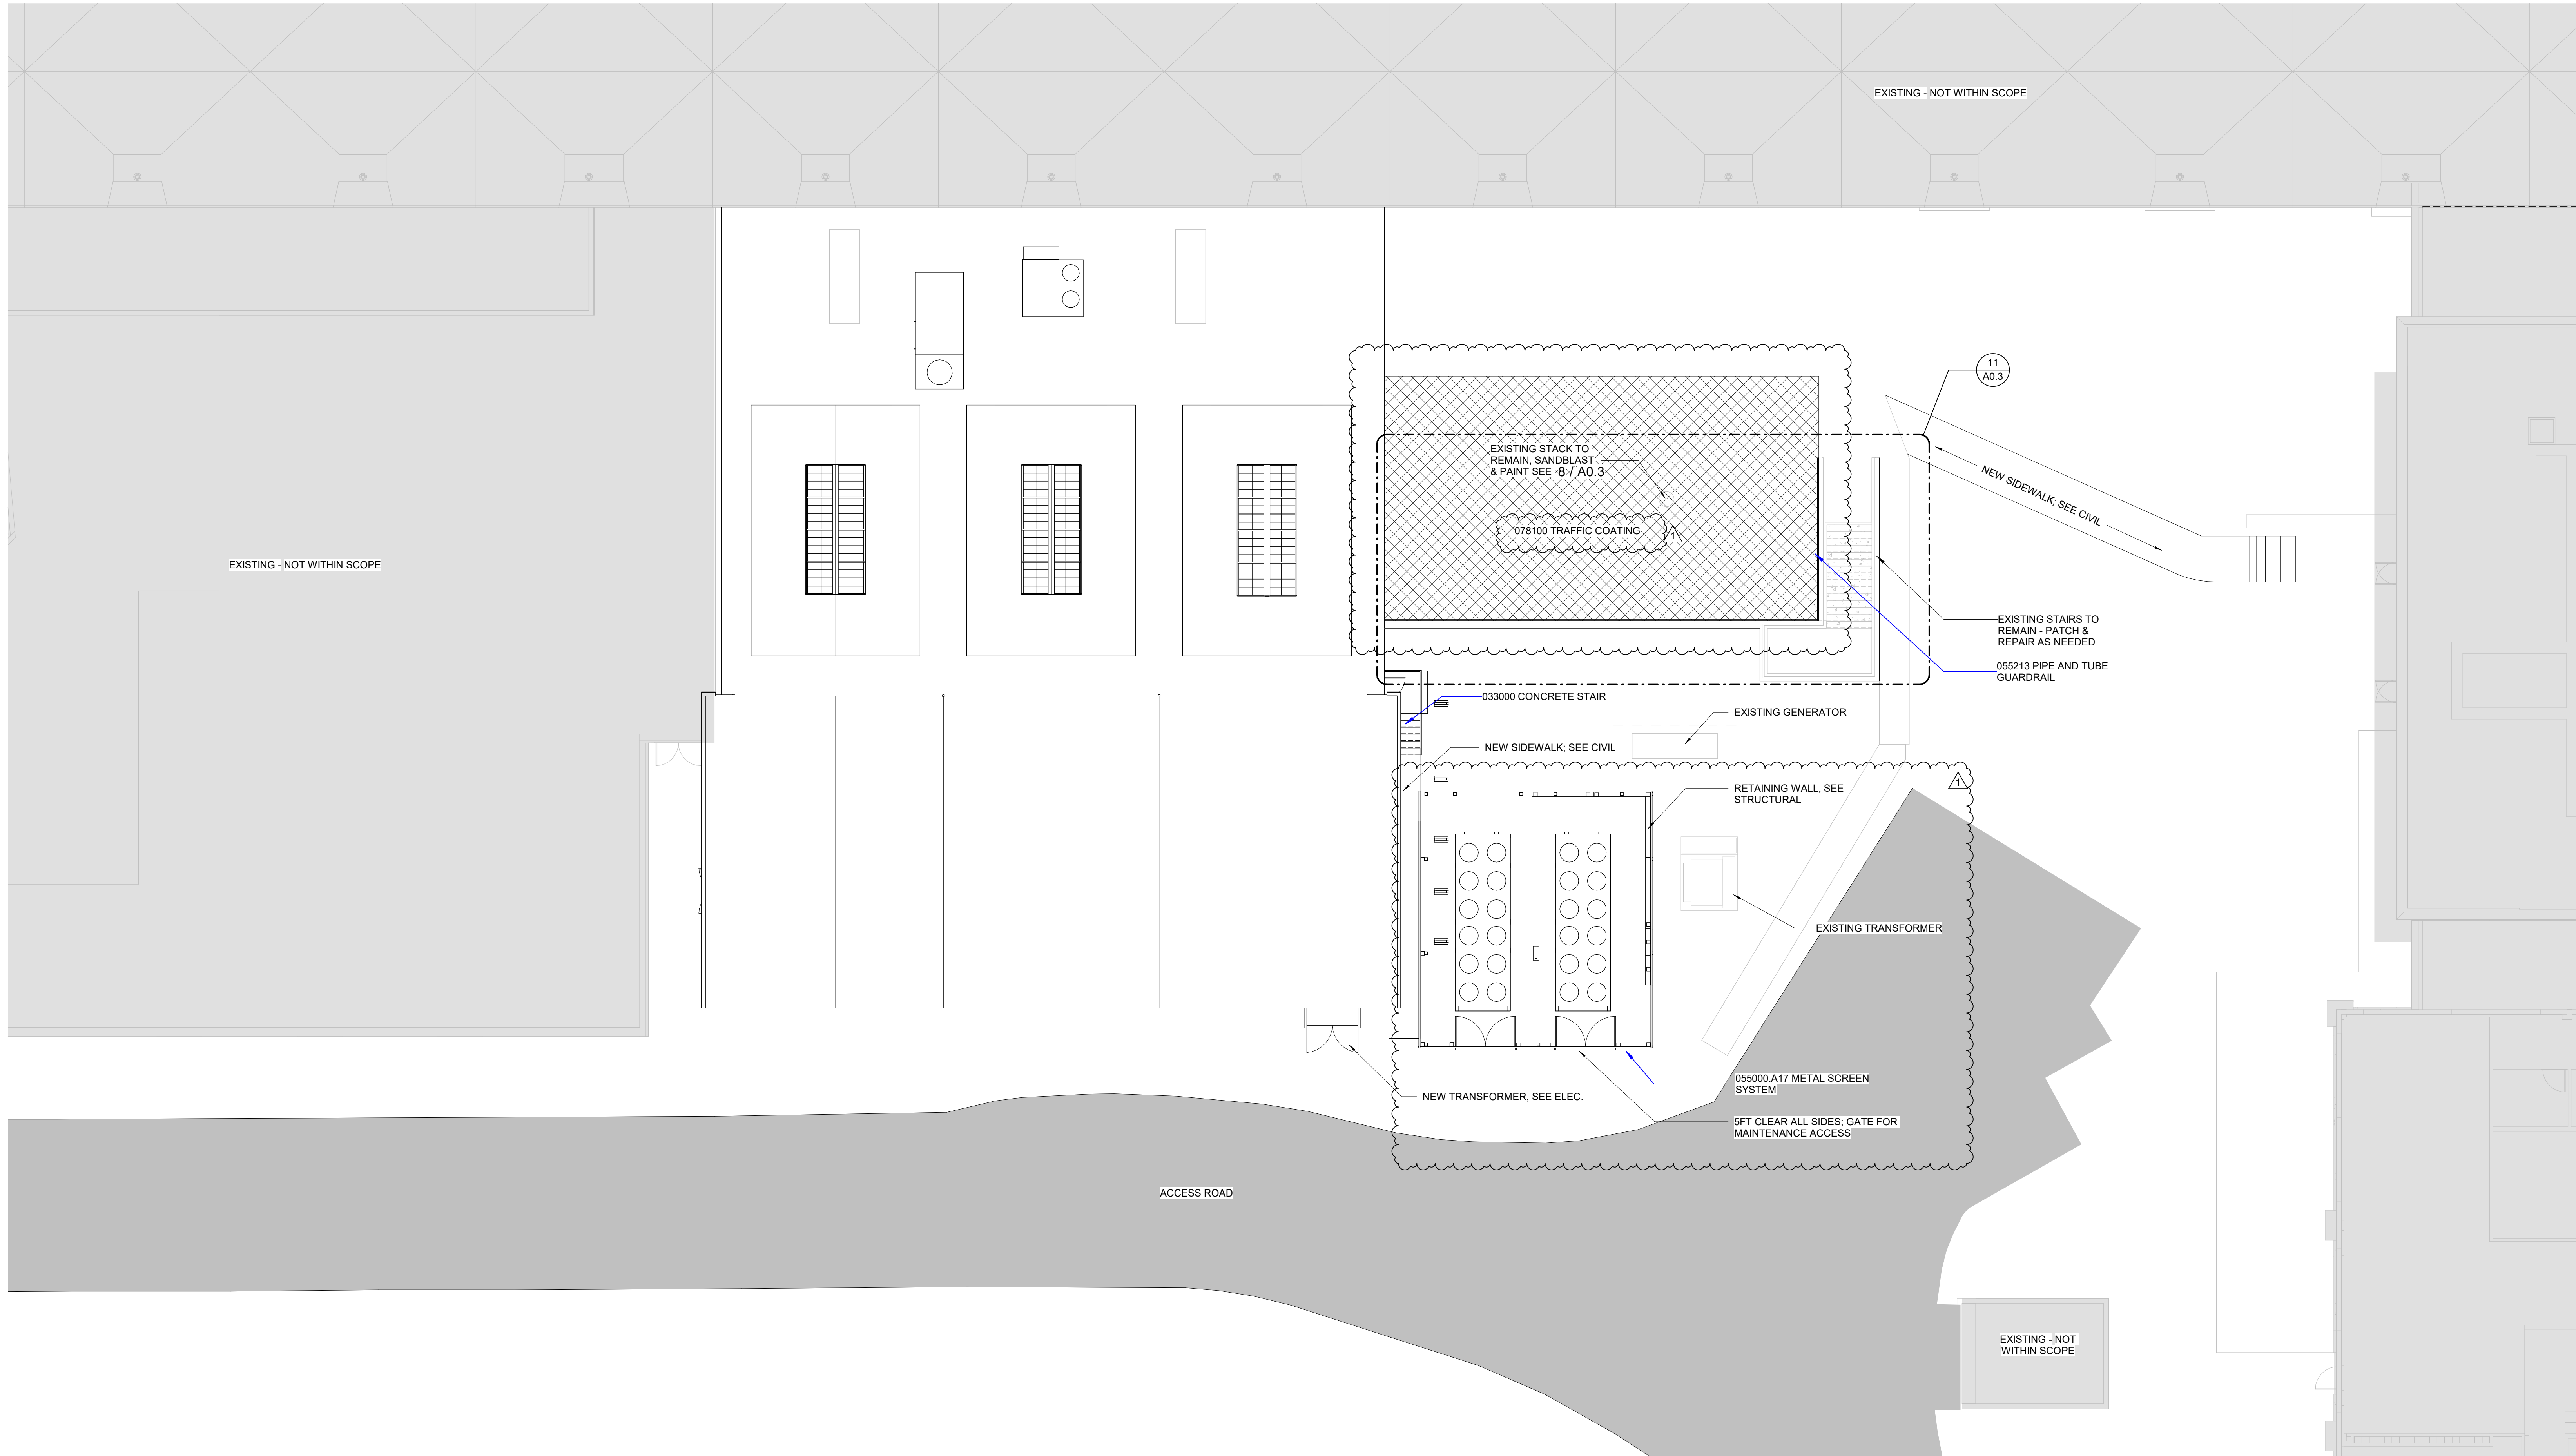 EXISTING - NOT WITHIN SCOPE
11
A0.3
EXISTING STACK TO
REMAIN, SANDBLAST
& PAINT SEE 8 / A0.3
NEW SIDEWALK; SEE CIVIL
078100 TRAFFIC COATING
1
EXISTING - NOT WITHIN SCOPE
EXISTING STAIRS TO
REMAIN - PATCH &
REPAIR AS NEEDED
055213 PIPE AND TUBE
GUARDRAIL
033000 CONCRETE STAIR
EXISTING GENERATOR
NEW SIDEWALK; SEE CIVIL
1
RETAINING WALL, SEE
STRUCTURAL
EXISTING TRANSFORMER
055000.A17 METAL SCREEN
SYSTEM
NEW TRANSFORMER, SEE ELEC.
5FT CLEAR ALL SIDES; GATE FOR
MAINTENANCE ACCESS
ACCESS ROAD
EXISTING - NOT
WITHIN SCOPE